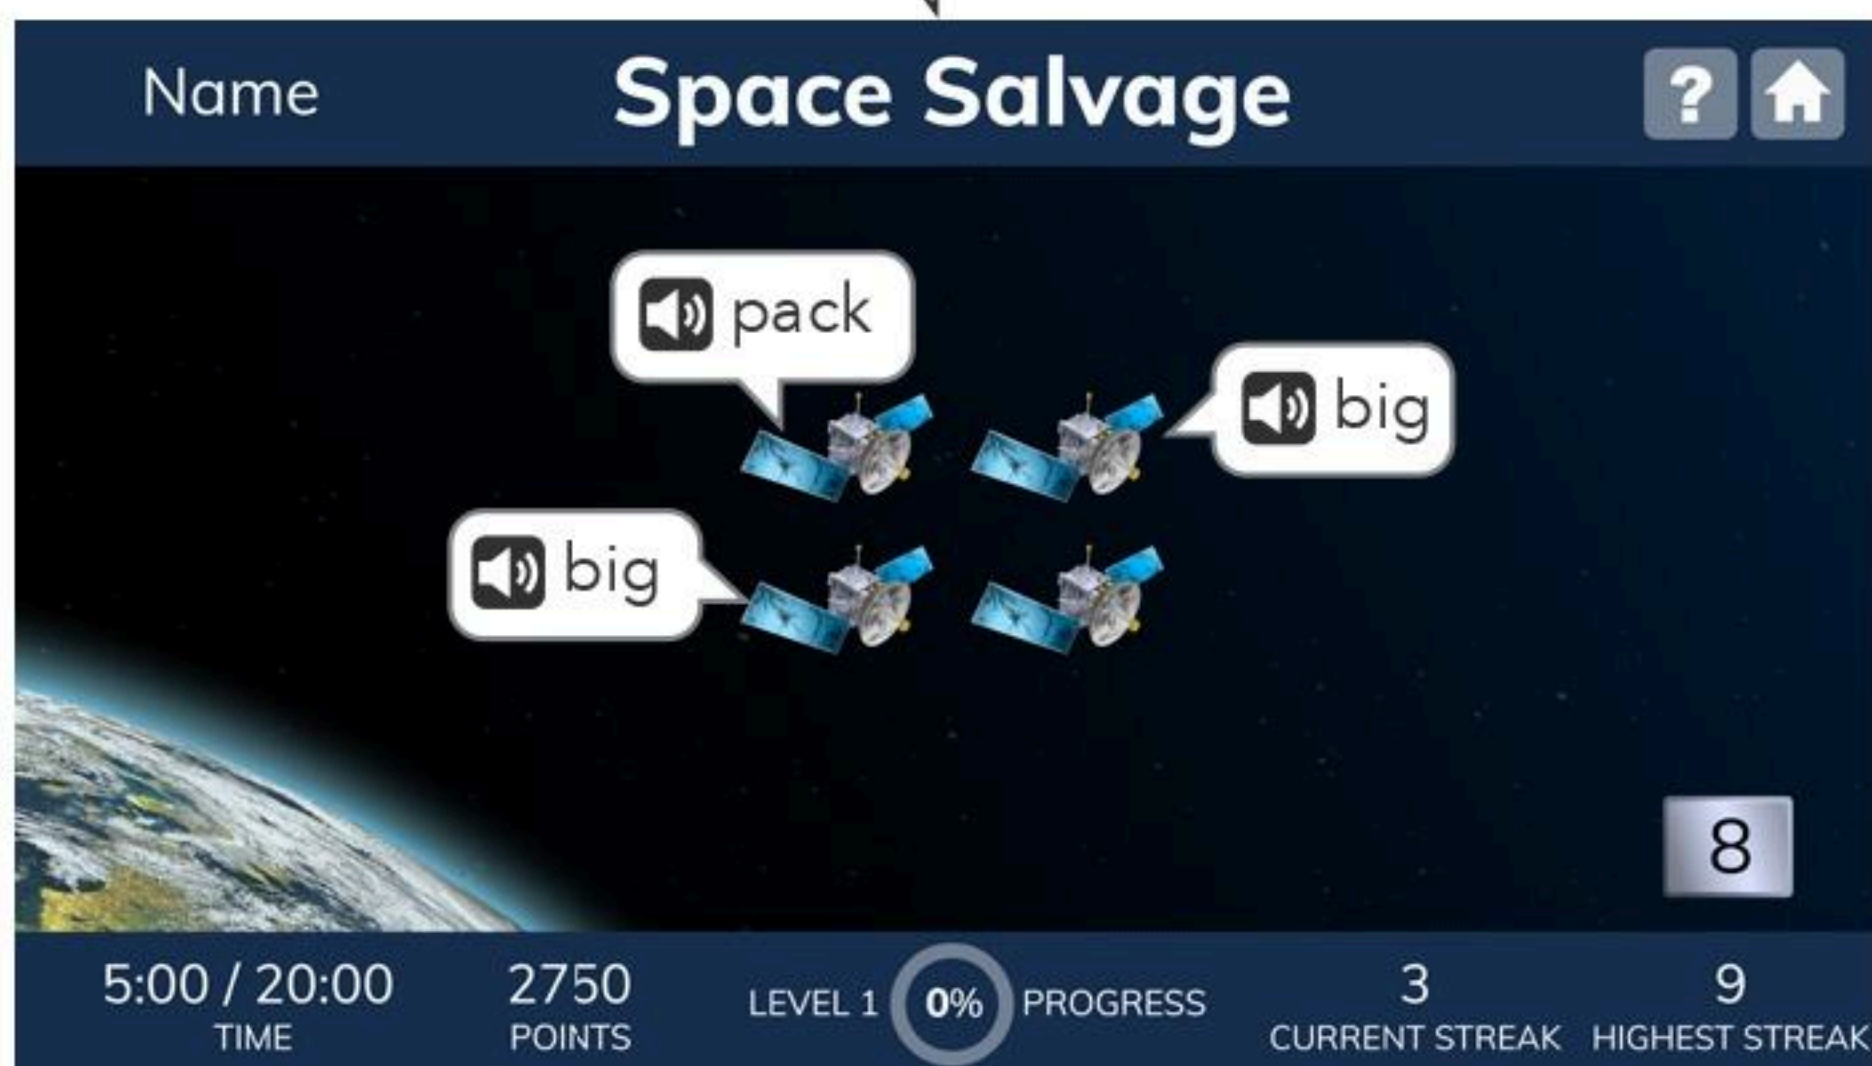 Name
Space Salvage
?
pack
big
big
8
5:00 / 20:00
TIME
2750
POINTS
LEVEL 1
0%
PROGRESS
3
CURRENT STREAK
9
HIGHEST STREAK